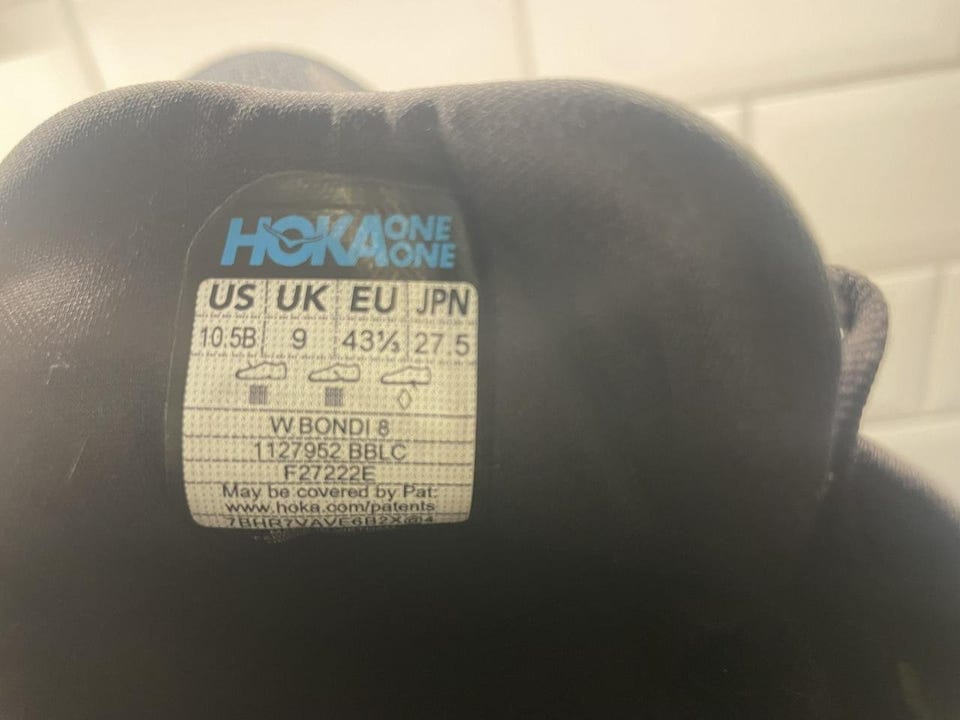 HOKA ONE ONE
US UK EU JPN
10.5B 9 43⅓ 27.5
W BONDI 8
1127952 BBLC
F27222E
May be covered by Pat:
www.hoka.com/patents